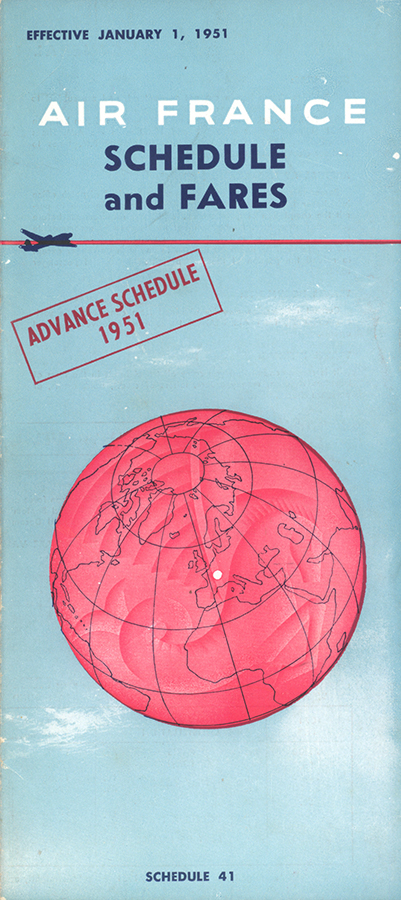 EFFECTIVE JANUARY 1, 1951
AIR FRANCE
SCHEDULE
and FARES
ADVANCE SCHEDULE
1951
SCHEDULE 41